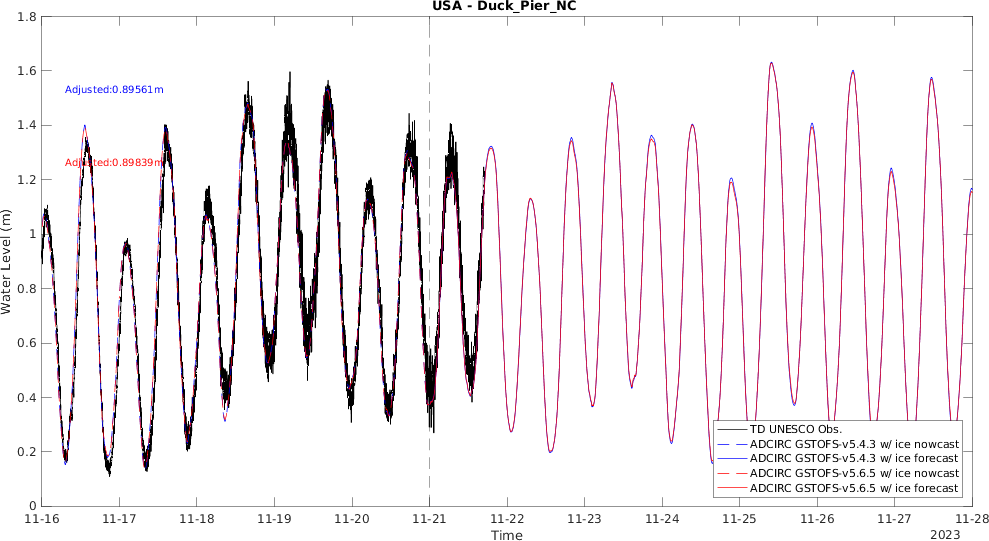 USA - Duck_Pier_NC
1.8
1.6
1.4
1.2
1
0.8
0.6
0.4
0.2
0
Water Level (m)
Adjusted:0.89561m
Adjusted:0.89839m
TD UNESCO Obs.
ADCIRC GSTOFS-v5.4.3 w/ ice nowcast
ADCIRC GSTOFS-v5.4.3 w/ ice forecast
ADCIRC GSTOFS-v5.6.5 w/ ice nowcast
ADCIRC GSTOFS-v5.6.5 w/ ice forecast
11-16 11-17 11-18 11-19 11-20 11-21 11-22 11-23 11-24 11-25 11-26 11-27 11-28
Time
2023